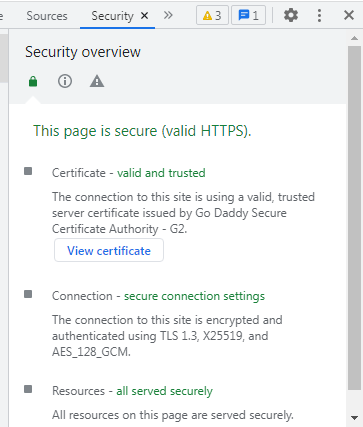 Sources Security × » 3 1
Security overview
This page is secure (valid HTTPS).
Certificate - valid and trusted
The connection to this site is using a valid, trusted
server certificate issued by Go Daddy Secure
Certificate Authority - G2.
View certificate
Connection - secure connection settings
The connection to this site is encrypted and
authenticated using TLS 1.3, X25519, and
AES_128_GCM.
Resources - all served securely
All resources on this page are served securely.